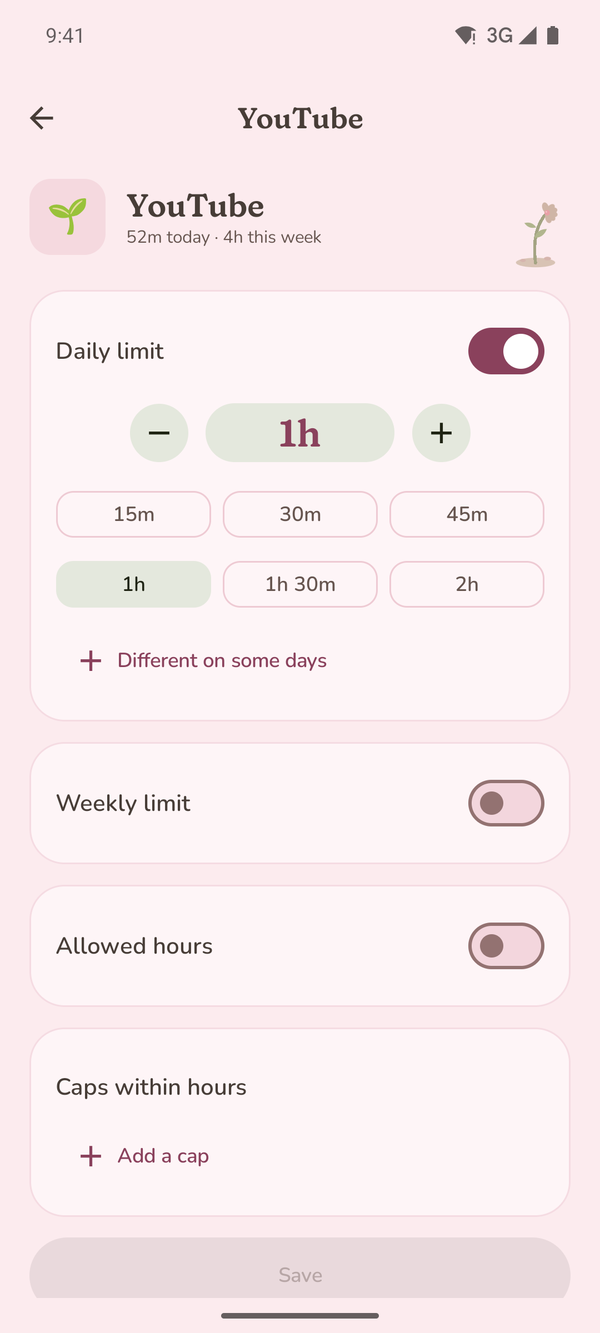 9:41
3G
YouTube
YouTube
52m today · 4h this week
Daily limit
1h
15m
30m
45m
1h
1h 30m
2h
Different on some days
Weekly limit
Allowed hours
Caps within hours
Add a cap
Save